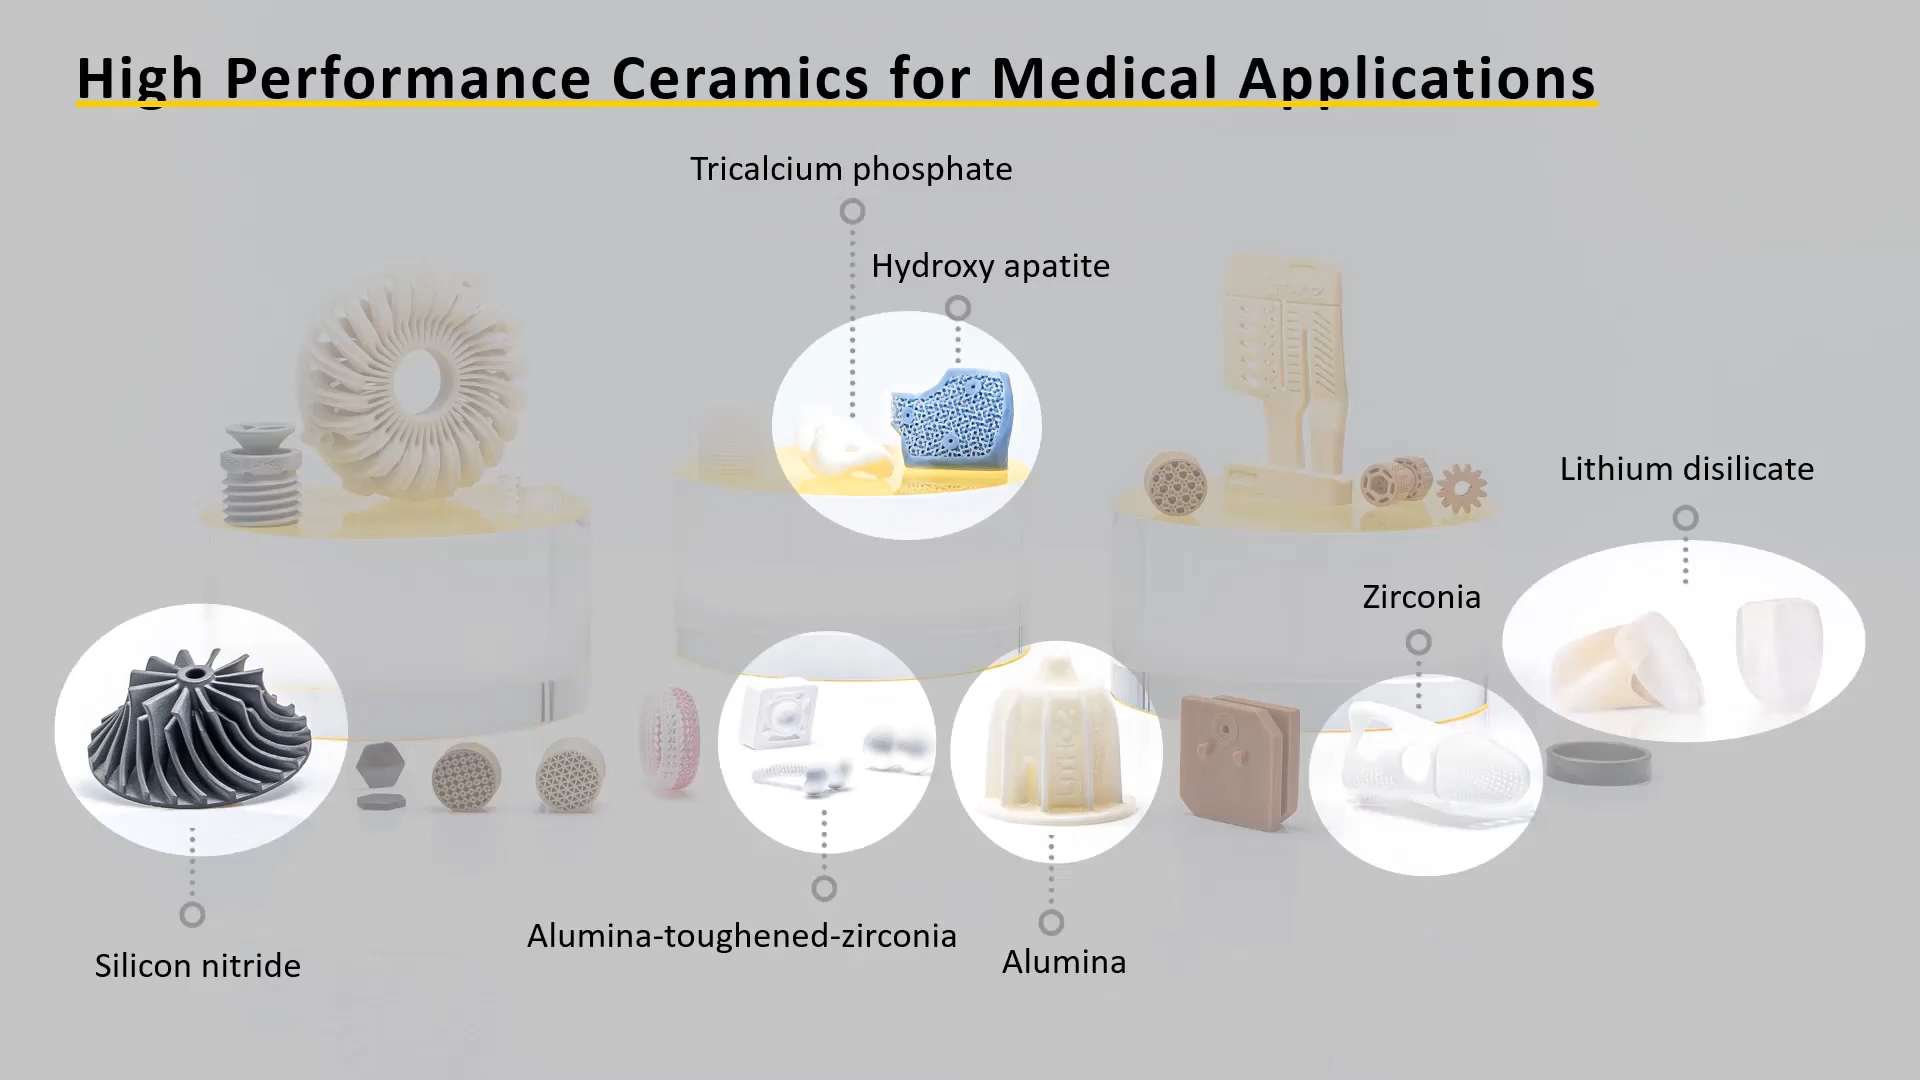 High Performance Ceramics for Medical Applications
Tricalcium phosphate
Hydroxy apatite
Lithium disilicate
Zirconia
Alumina-toughened-zirconia
Alumina
Silicon nitride